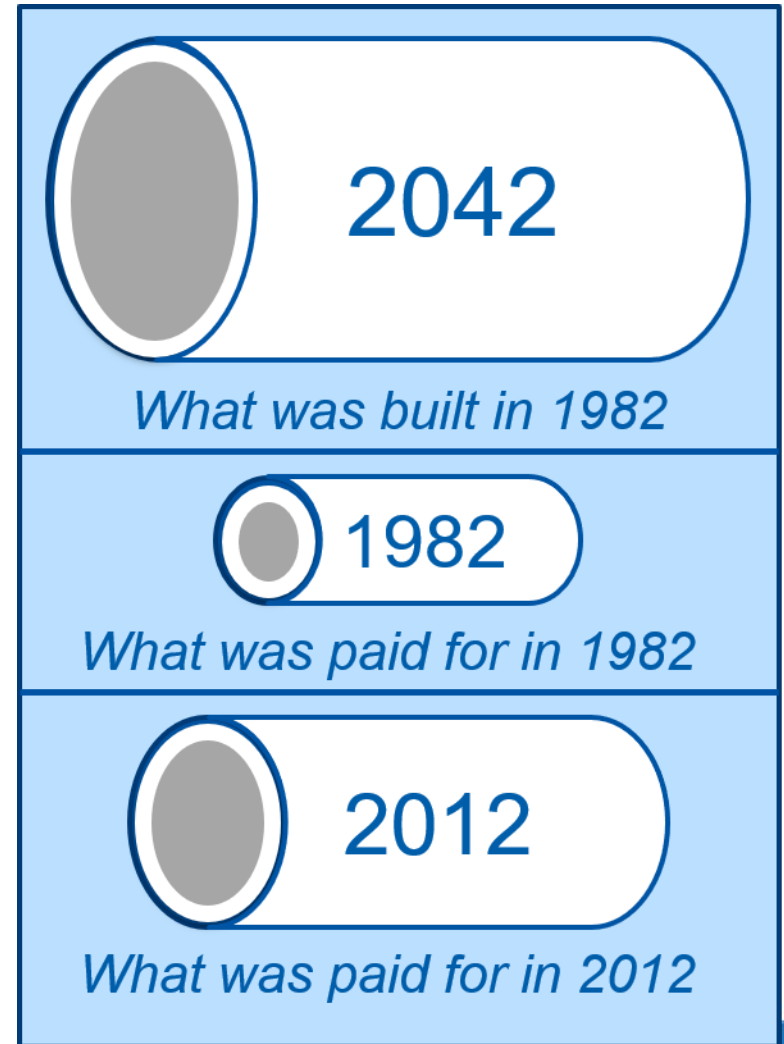 2042
What was built in 1982
1982
What was paid for in 1982
2012
What was paid for in 2012